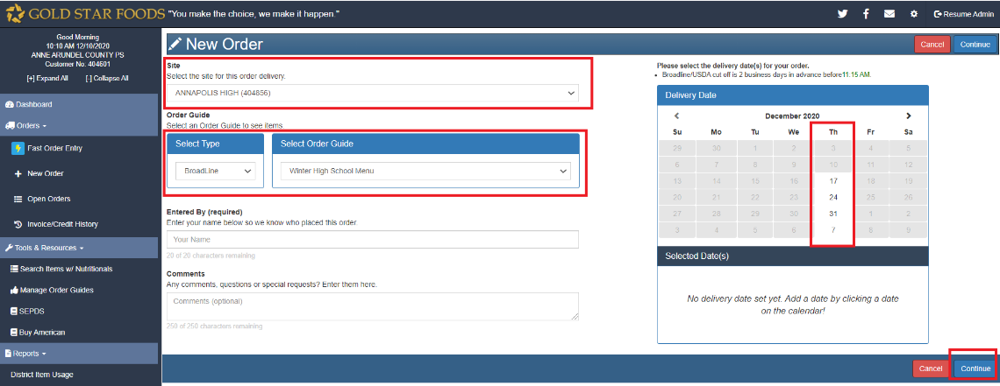 GOLD STAR FOODS "You make the choice, we make it happen."
Resume Admin
Good Morning
10:10 AM 12/10/2020
ANNE ARUNDEL COUNTY PS
Customer No: 404601
[+] Expand All [-] Collapse All
Dashboard
Orders
Fast Order Entry
New Order
Open Orders
Invoice/Credit History
Tools & Resources
Search Items w/ Nutritionals
Manage Order Guides
SEPDS
Buy American
Reports
District Item Usage
New Order
Cancel Continue
Site
Select the site for this order delivery.
ANNAPOLIS HIGH (404856)
Order Guide
Select an Order Guide to see items.
Select Type Select Order Guide
BroadLine Winter High School Menu
Entered By (required)
Enter your name below so we know who placed this order.
Your Name
20 of 20 characters remaining
Comments
Any comments, questions or special requests? Enter them here.
Comments (optional)
250 of 250 characters remaining
Please select the delivery date(s) for your order.
Broadline/USDA cut off is 2 business days in advance before11:15 AM.
Delivery Date
December 2020
Su Mo Tu We Th Fr Sa
29 30 1 2 3 4 5
6 7 8 9 10 11 12
13 14 15 16 17 18 19
20 21 22 23 24 25 26
27 28 29 30 31 1 2
3 4 5 6 7 8 9
Selected Date(s)
No delivery date set yet. Add a date by clicking a date
on the calendar!
Cancel Continue